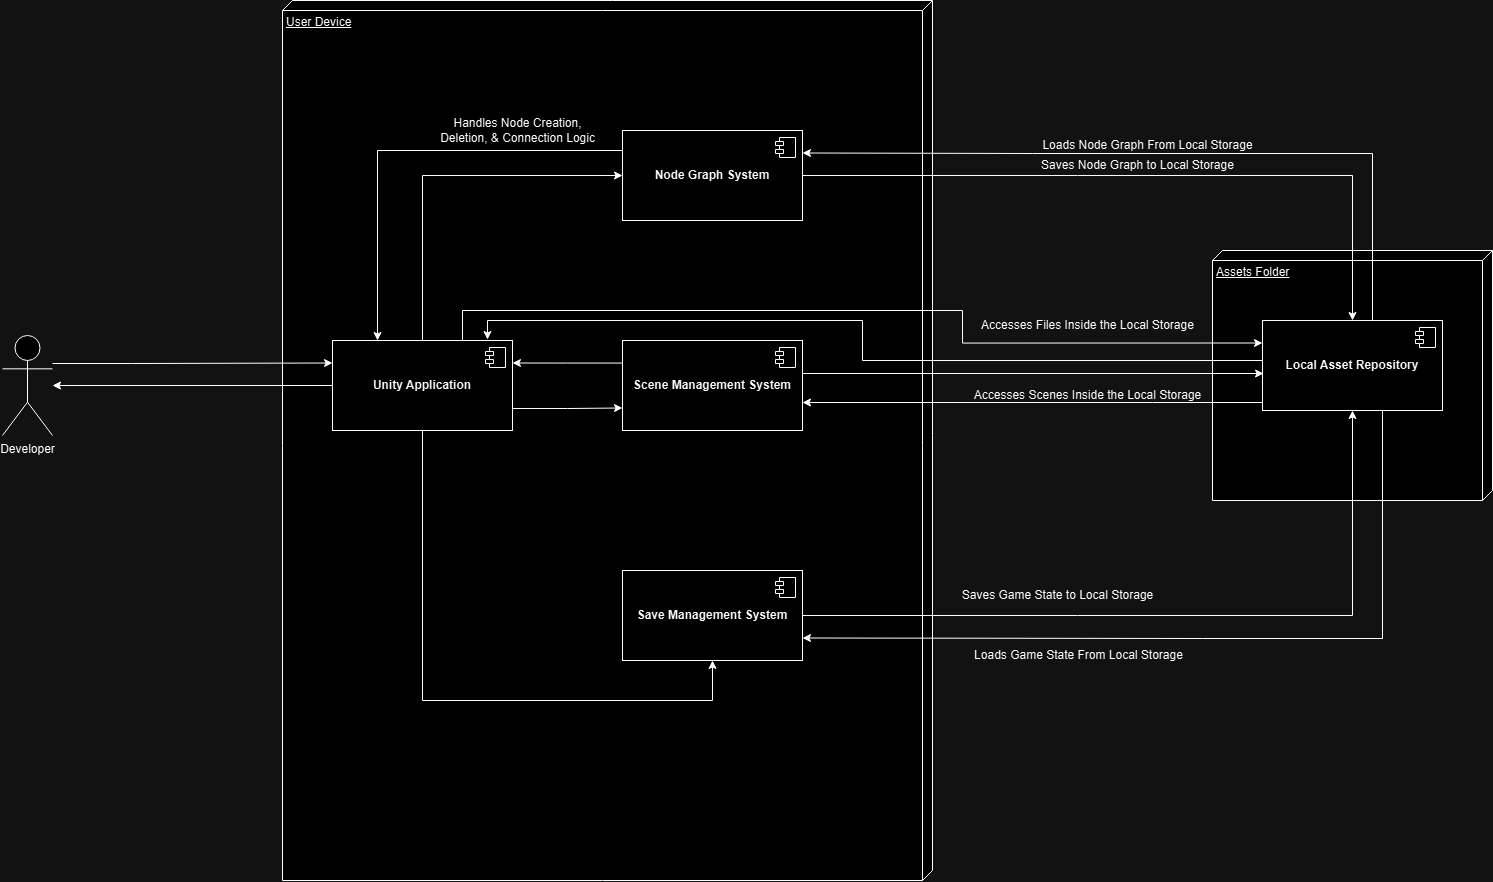 User Device
Handles Node Creation,
Deletion, & Connection Logic
Node Graph System
Loads Node Graph From Local Storage
Saves Node Graph to Local Storage
Assets Folder
Accesses Files Inside the Local Storage
Local Asset Repository
Unity Application
Scene Management System
Accesses Scenes Inside the Local Storage
Developer
Save Management System
Saves Game State to Local Storage
Loads Game State From Local Storage